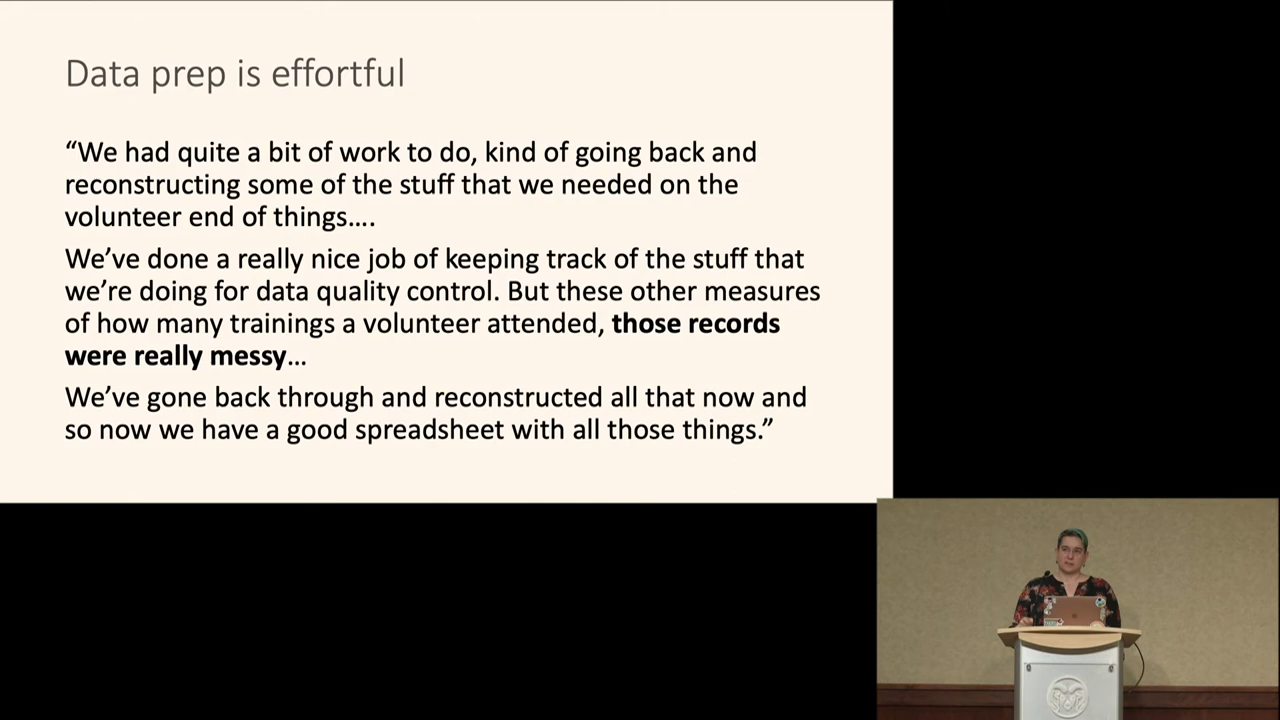 Data prep is effortful
“We had quite a bit of work to do, kind of going back and
reconstructing some of the stuff that we needed on the
volunteer end of things….
We’ve done a really nice job of keeping track of the stuff that
we’re doing for data quality control. But these other measures
of how many trainings a volunteer attended, those records
were really messy…
We’ve gone back through and reconstructed all that now and
so now we have a good spreadsheet with all those things.”